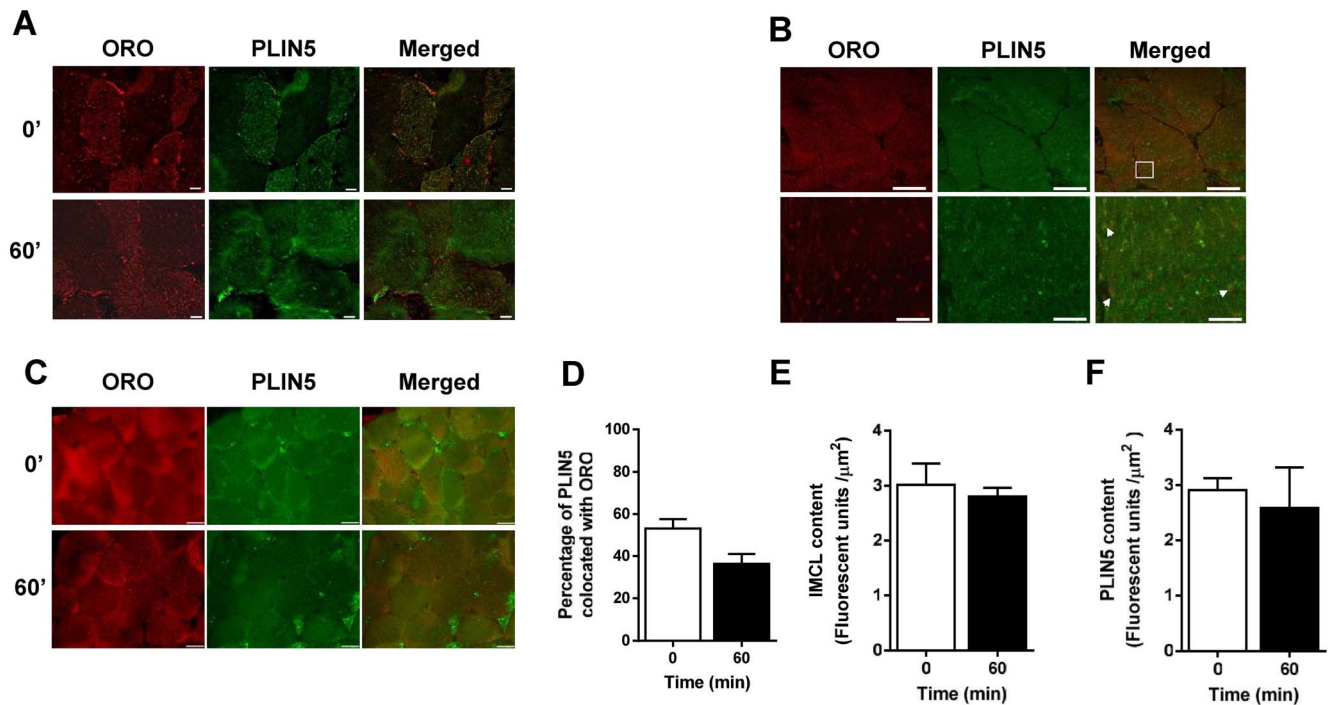 A
ORO PLIN5 Merged
0'
60'
B
ORO PLIN5 Merged
C
ORO PLIN5 Merged
0'
60'
D
Percentage of PLIN5
colocated with ORO
100
80
60
40
20
0
0 60
Time (min)
E
IMCL content
(Fluorescent units /µm²)
4
3
2
1
0
0 60
Time (min)
F
PLIN5 content
(Fluorescent units /µm²)
4
3
2
1
0
0 60
Time (min)